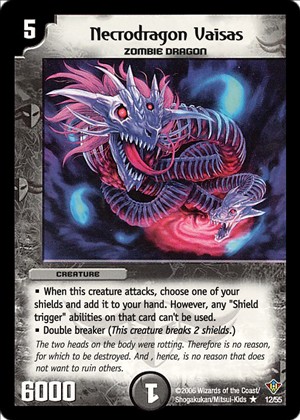 5
Necrodragon Vaisas
ZOMBIE DRAGON
CREATURE
▪ When this creature attacks, choose one of your
shields and add it to your hand. However, any "Shield
trigger" abilities on that card can't be used.
▪ Double breaker (This creature breaks 2 shields.)
The two heads on the body were rotting. Therefore is no reason,
for which to be destroyed. And , hence, is no reason that does
not want to ruin others.
6000
1
©2006 Wizards of the Coast/
Shogakukan/Mitsui-Kids ★ 12/55